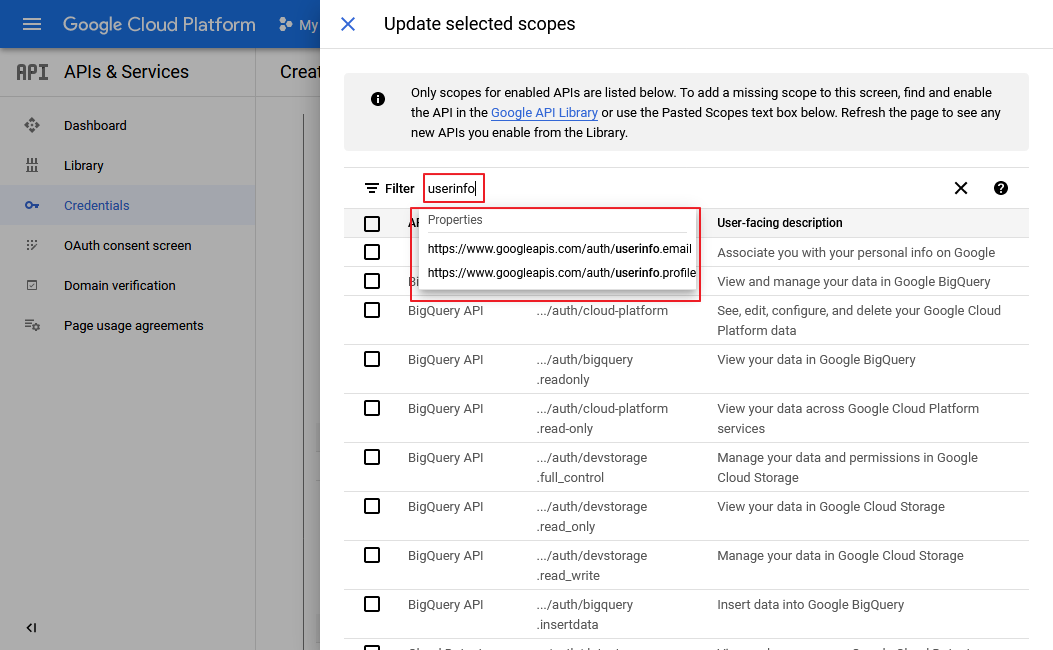 Google Cloud Platform
My
Update selected scopes
API
APIs & Services
Creat
Dashboard
Library
Credentials
OAuth consent screen
Domain verification
Page usage agreements
Only scopes for enabled APIs are listed below. To add a missing scope to this screen, find and enable
the API in the Google API Library or use the Pasted Scopes text box below. Refresh the page to see any
new APIs you enable from the Library.
Filter userinfo
Properties
https://www.googleapis.com/auth/userinfo.email
https://www.googleapis.com/auth/userinfo.profile
User-facing description
Associate you with your personal info on Google
View and manage your data in Google BigQuery
BigQuery API .../auth/cloud-platform See, edit, configure, and delete your Google Cloud
Platform data
BigQuery API .../auth/bigquery View your data in Google BigQuery
.readonly
BigQuery API .../auth/cloud-platform View your data across Google Cloud Platform
.read-only services
BigQuery API .../auth/devstorage Manage your data and permissions in Google
.full_control Cloud Storage
BigQuery API .../auth/devstorage View your data in Google Cloud Storage
.read_only
BigQuery API .../auth/devstorage Manage your data in Google Cloud Storage
.read_write
BigQuery API .../auth/bigquery Insert data into Google BigQuery
.insertdata